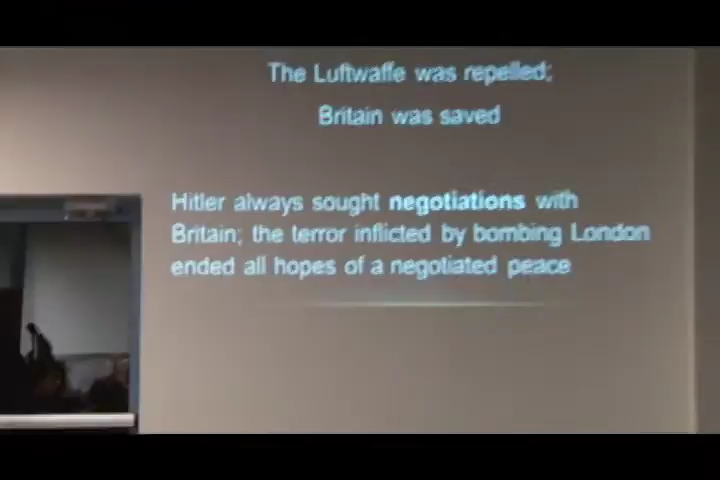 The Luftwaffe was repelled;
Britain was saved
Hitler always sought negotiations with
Britain; the terror inflicted by bombing London
ended all hopes of a negotiated peace